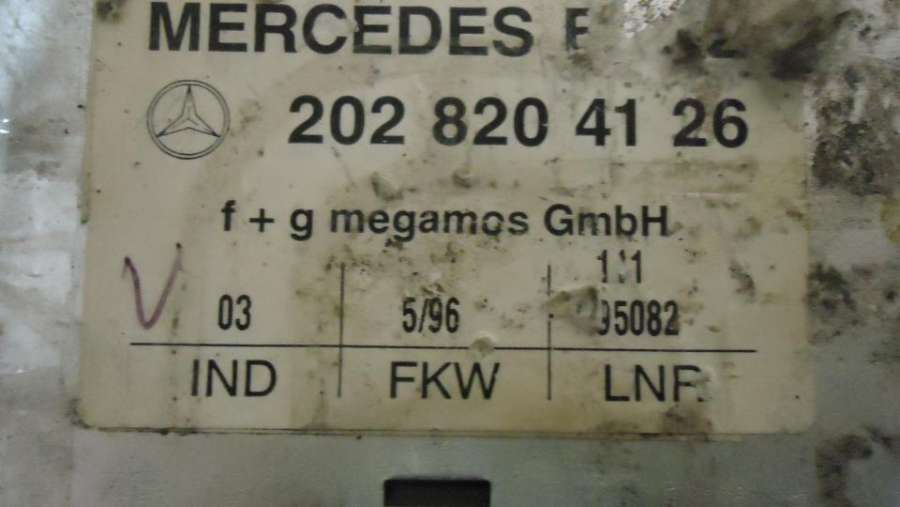 MERCEDES
202 820 41 26
f + g megamos GmbH
03 5/96 95082
IND FKW LNR